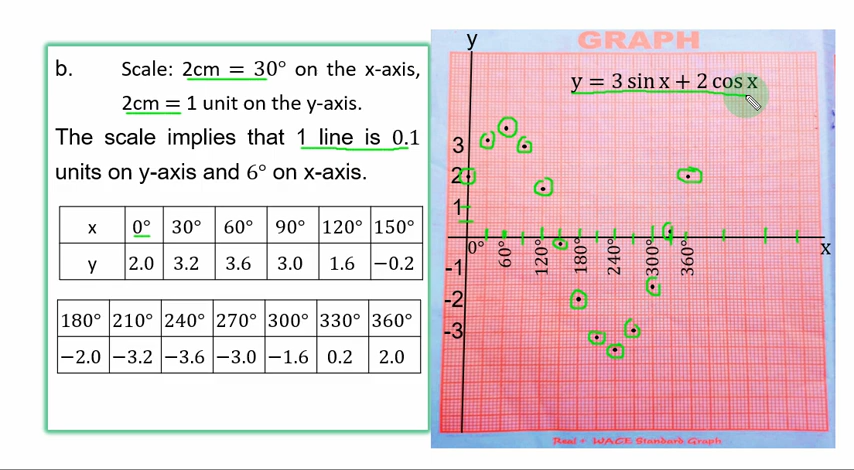 b. Scale: 2cm = 30° on the x-axis,
2cm = 1 unit on the y-axis.
The scale implies that 1 line is 0.1
units on y-axis and 6° on x-axis.
x 0° 30° 60° 90° 120° 150°
y 2.0 3.2 3.6 3.0 1.6 −0.2
180° 210° 240° 270° 300° 330° 360°
−2.0 −3.2 −3.6 −3.0 −1.6 0.2 2.0
GRAPH
y
y = 3 sin x + 2 cos x
3
2
1
0° 60° 120° 180° 240° 300° 360° x
-1
-2
-3
Real + WACE Standard Graph